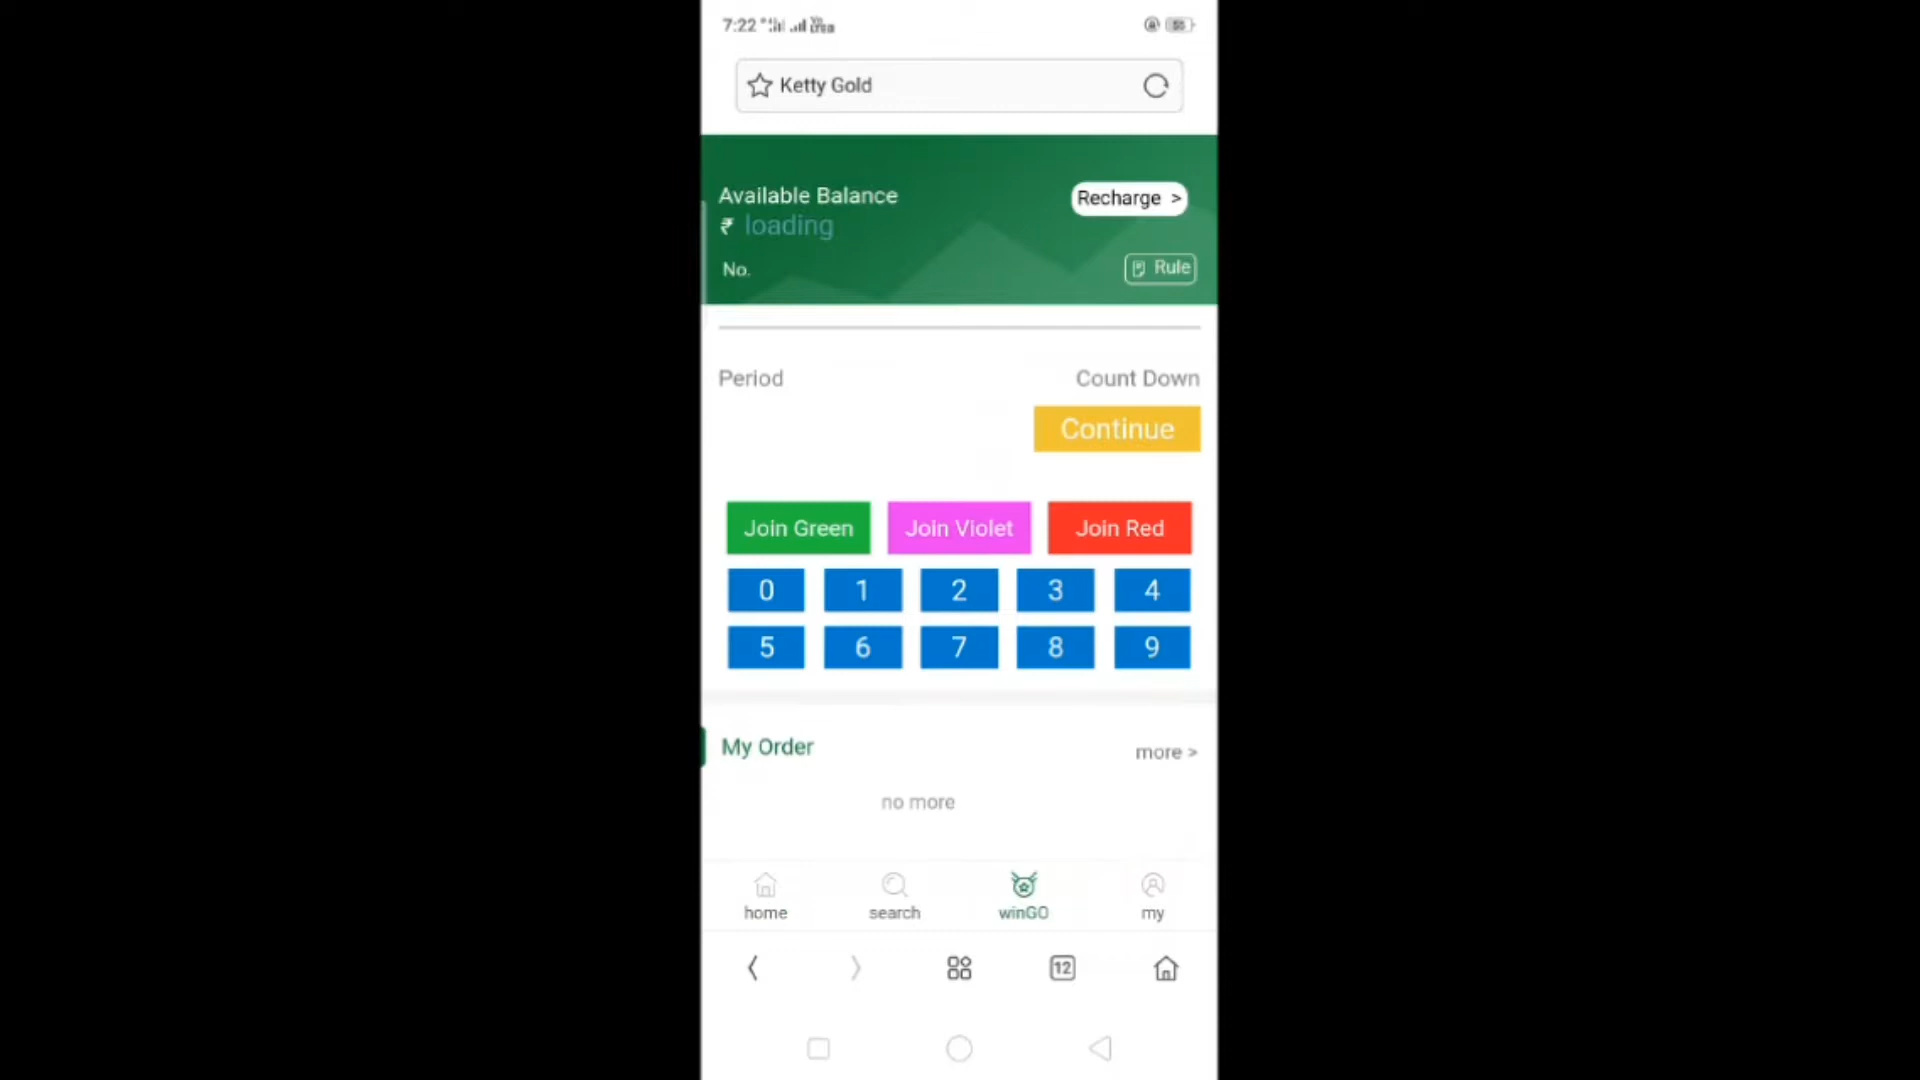 7:22
Ketty Gold
Available Balance
Recharge >
₹ loading
No.
Rule
Period
Count Down
Continue
Join Green
Join Violet
Join Red
0 1 2 3 4
5 6 7 8 9
My Order
more >
no more
home
search
winGO
my
12